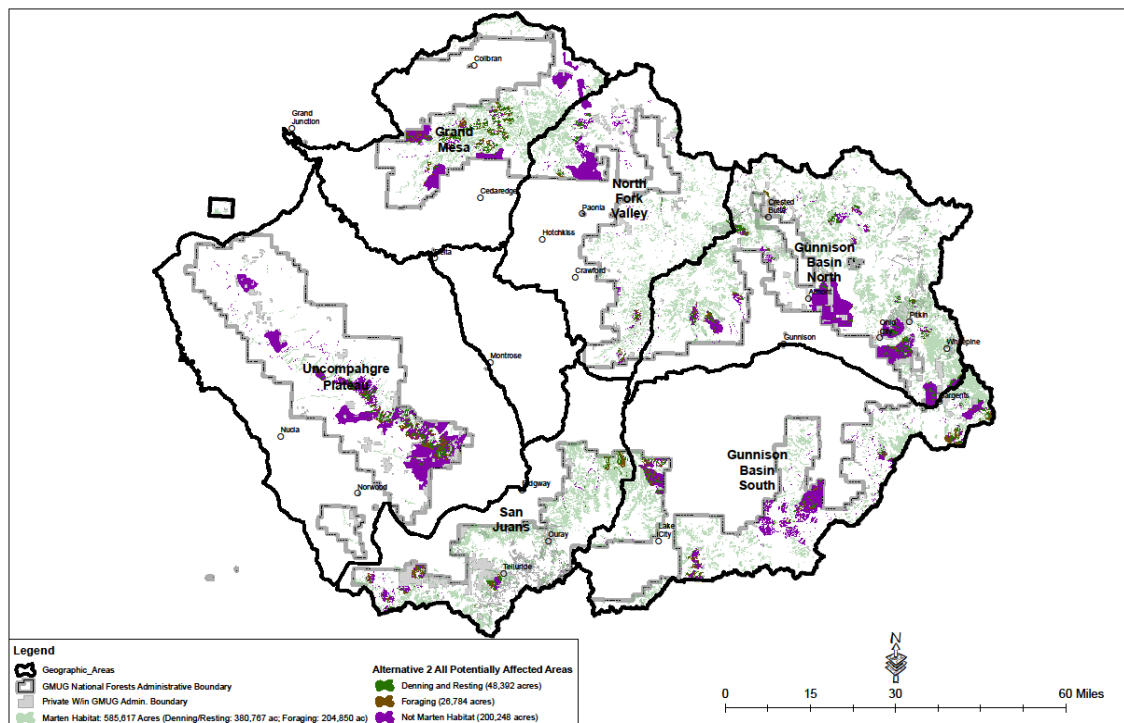 Collbran
Grand
Junction
Grand
Mesa
Cedaredge
North
Fork
Valley
Paonia
Hotchkiss
Crawford
Crested
Butte
Gunnison
Basin
North
Almont
Pitkin
Ohio
City
Whitepine
Gunnison
Sargents
Montrose
Uncompahgre
Plateau
Nucla
Norwood
Ridgway
San
Juans
Ouray
Telluride
Lake
City
Gunnison
Basin
South
N
0 15 30 60 Miles
Legend
Geographic_Areas
GMUG National Forests Administrative Boundary
Private W/in GMUG Admin. Boundary
Marten Habitat: 585,617 Acres (Denning/Resting: 380,767 ac; Foraging: 204,850 ac)
Alternative 2 All Potentially Affected Areas
Denning and Resting (48,392 acres)
Foraging (26,784 acres)
Not Marten Habitat (200,248 acres)